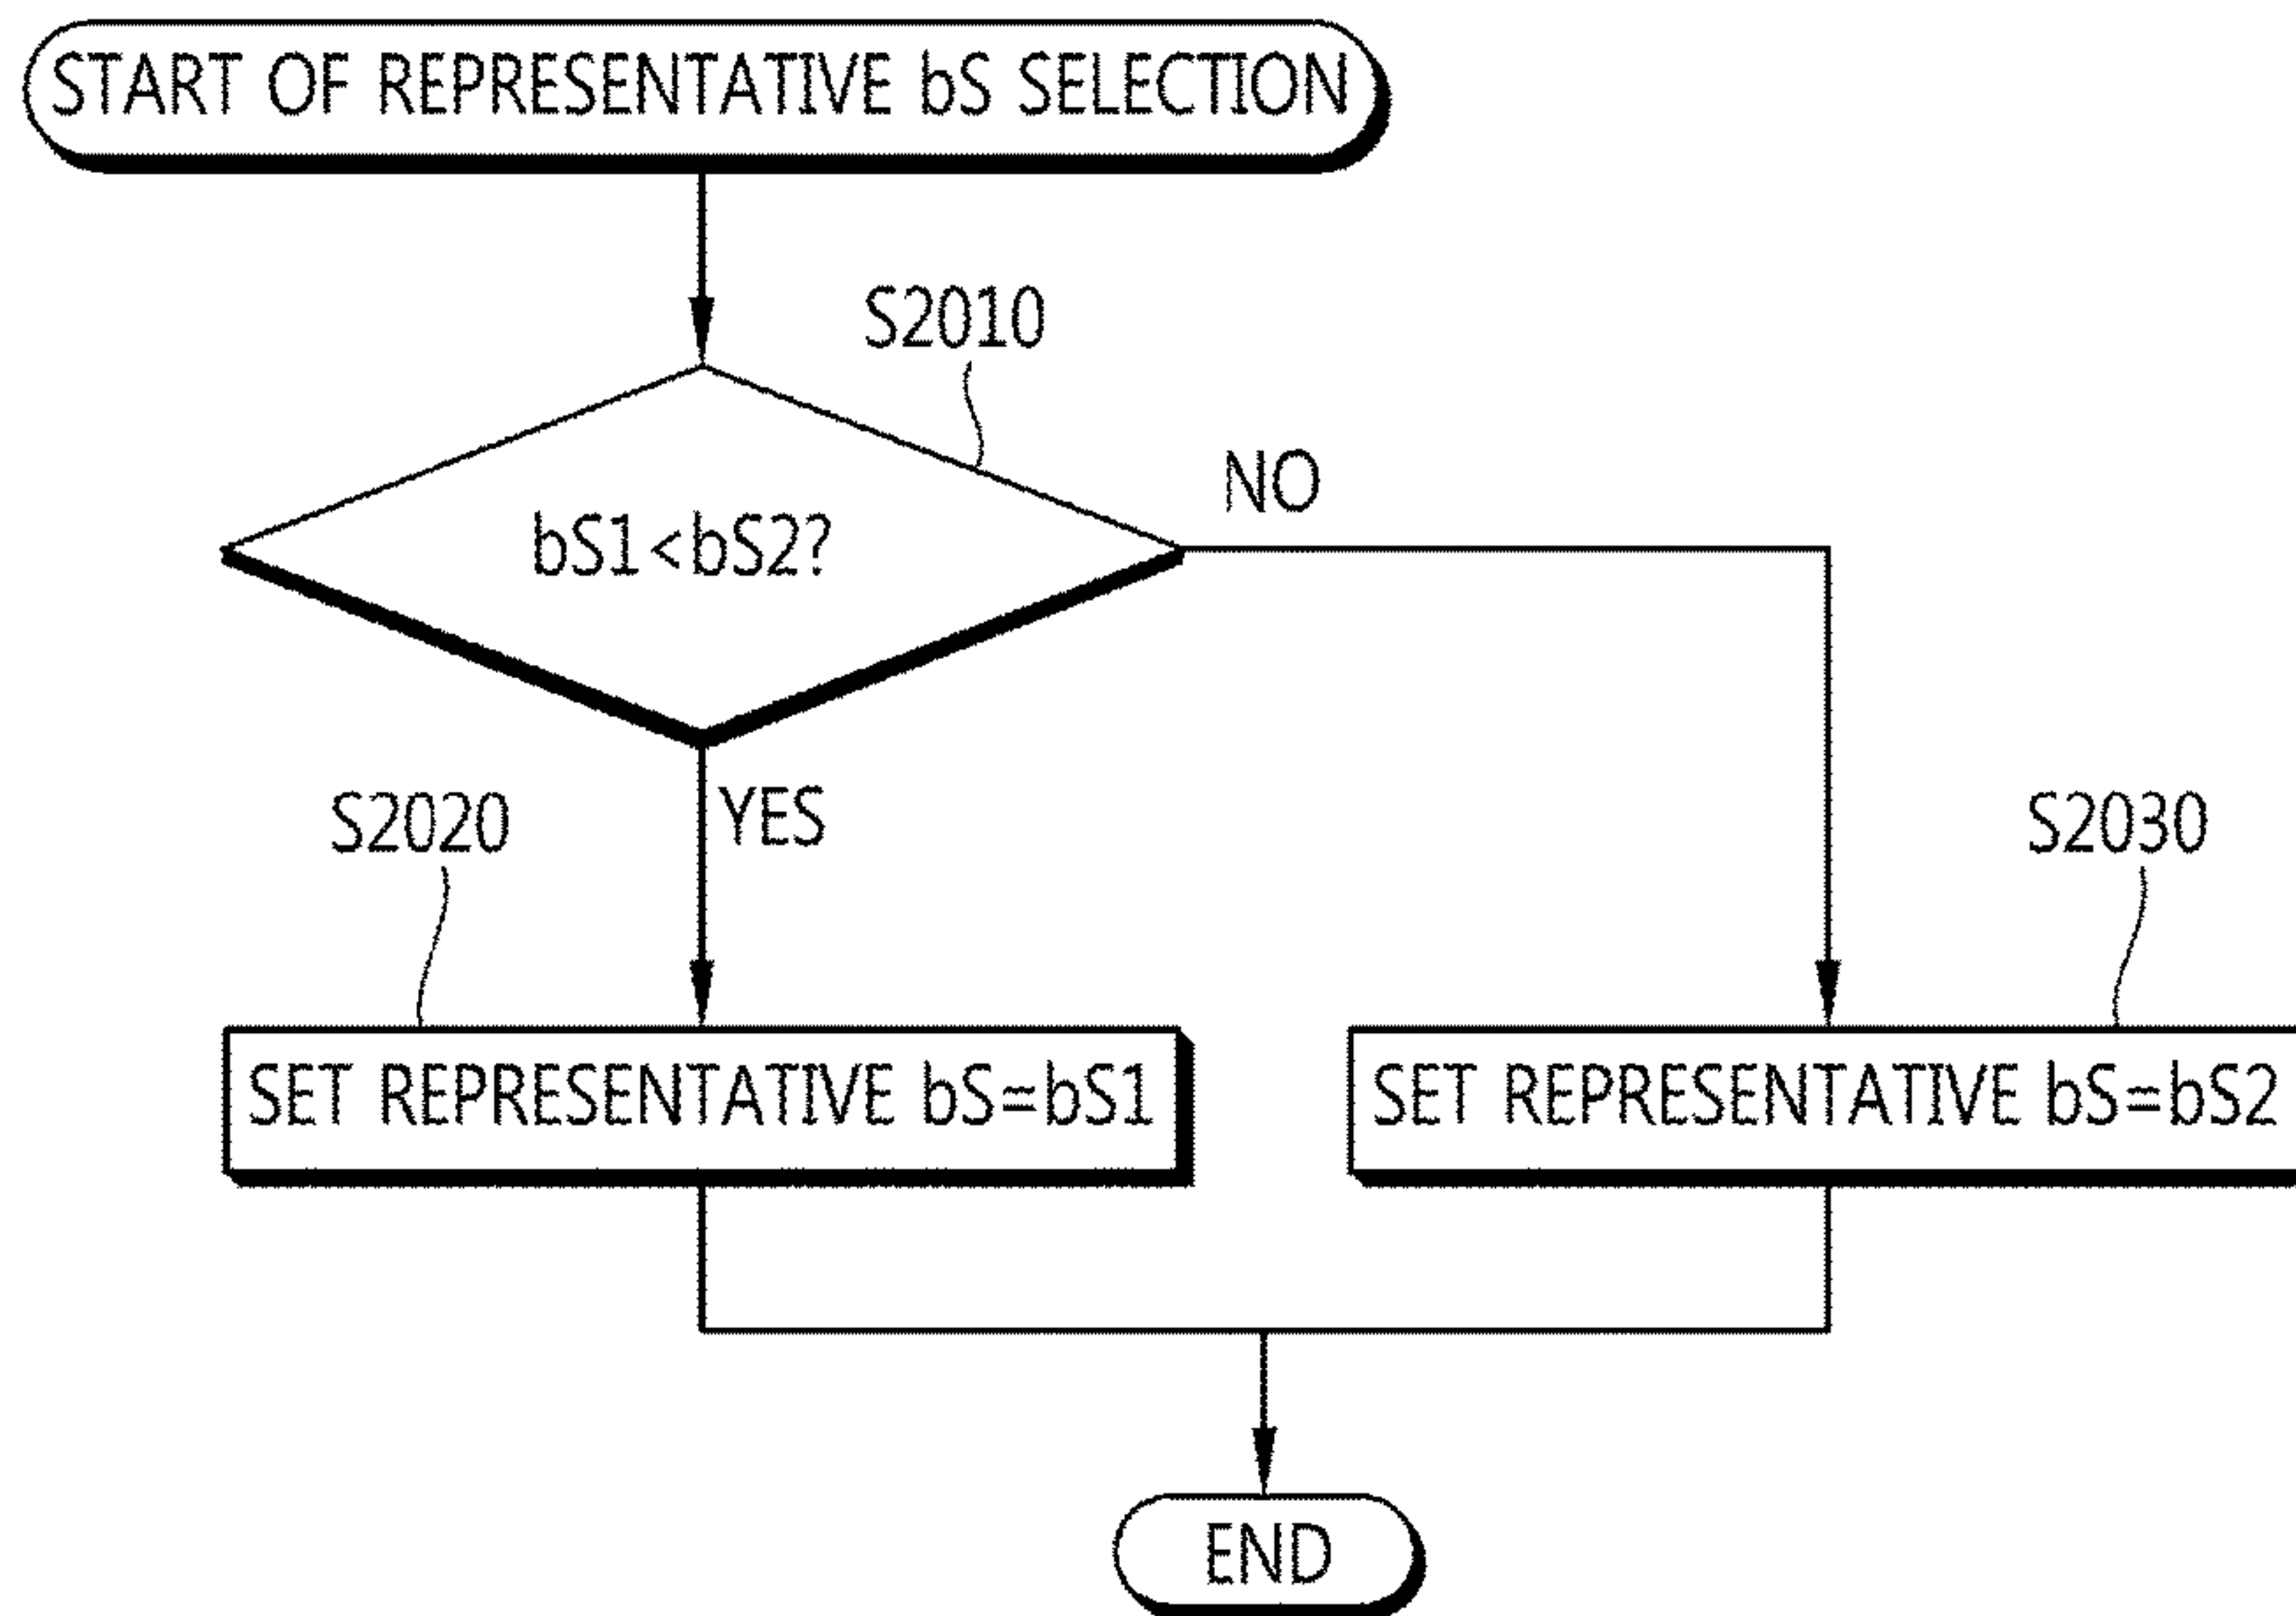 START OF REPRESENTATIVE bS SELECTION
S2010
bS1<bS2?
NO
YES
S2020
S2030
SET REPRESENTATIVE bS=bS1
SET REPRESENTATIVE bS=bS2
END